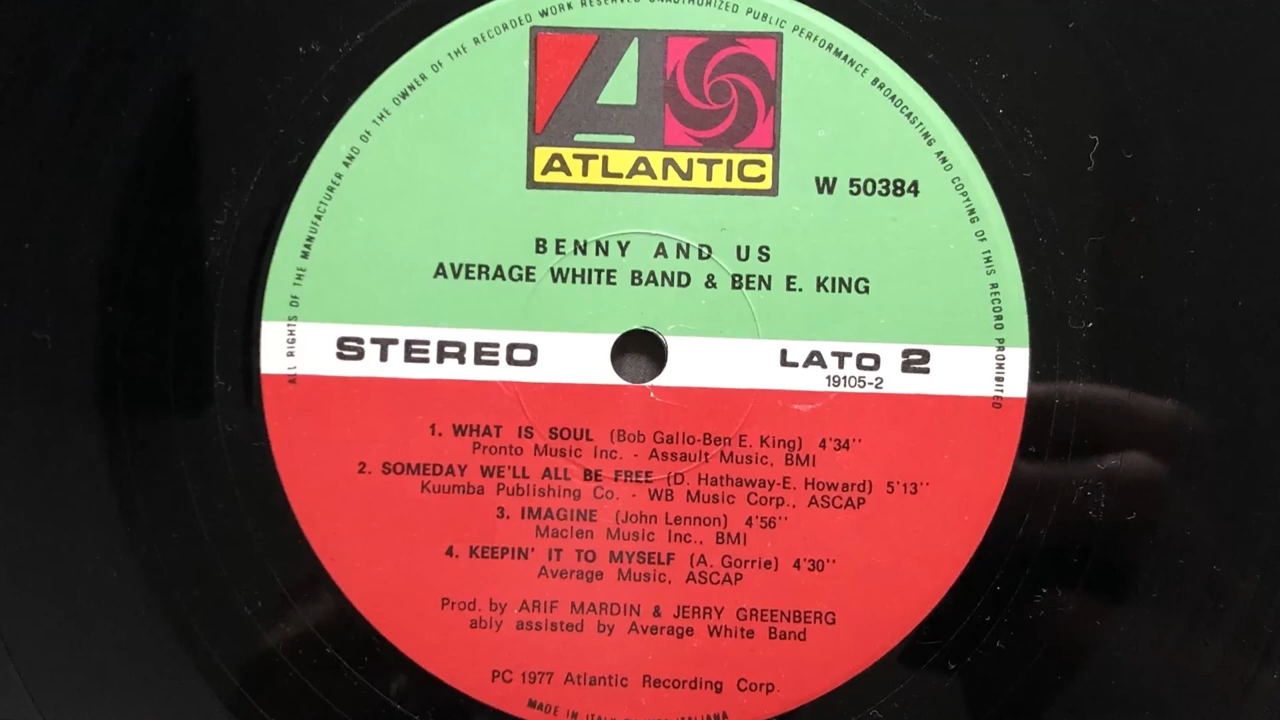 ALL RIGHTS OF THE MANUFACTURER AND OF THE OWNER OF THE RECORDED WORK RESERVED UNAUTHORIZED PUBLIC PERFORMANCE BROADCASTING AND COPYING OF THIS RECORD PROHIBITED
A
ATLANTIC
W 50384
BENNY AND US
AVERAGE WHITE BAND & BEN E. KING
STEREO
LATO 2
19105-2
1. WHAT IS SOUL (Bob Gallo-Ben E. King) 4'34''
Pronto Music Inc. - Assault Music, BMI
2. SOMEDAY WE'LL ALL BE FREE (D. Hathaway-E. Howard) 5'13''
Kuumba Publishing Co. - WB Music Corp., ASCAP
3. IMAGINE (John Lennon) 4'56''
Maclen Music Inc., BMI
4. KEEPIN' IT TO MYSELF (A. Gorrie) 4'30''
Average Music, ASCAP
Prod. by ARIF MARDIN & JERRY GREENBERG
ably assisted by Average White Band
PC 1977 Atlantic Recording Corp.
MADE IN ITALY